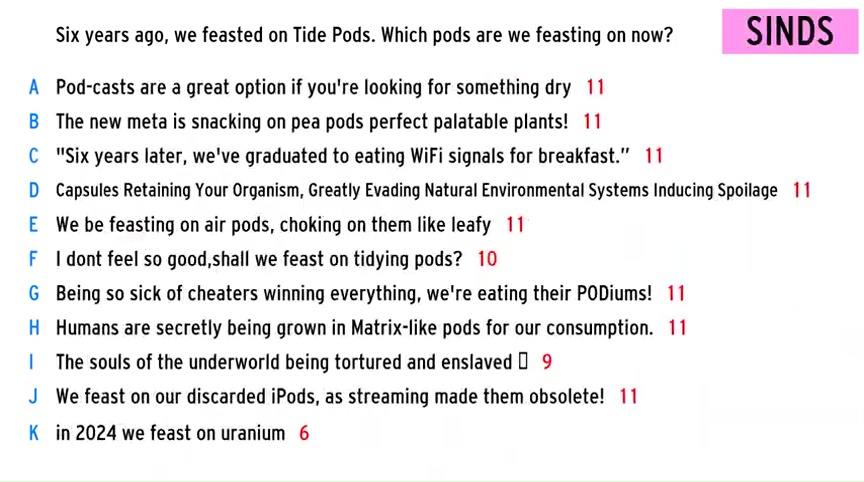 Six years ago, we feasted on Tide Pods. Which pods are we feasting on now?
SINDS
A Pod-casts are a great option if you're looking for something dry 11
B The new meta is snacking on pea pods perfect palatable plants! 11
C "Six years later, we've graduated to eating WiFi signals for breakfast.” 11
D Capsules Retaining Your Organism, Greatly Evading Natural Environmental Systems Inducing Spoilage 11
E We be feasting on air pods, choking on them like leafy 11
F I dont feel so good,shall we feast on tidying pods? 10
G Being so sick of cheaters winning everything, we're eating their PODiums! 11
H Humans are secretly being grown in Matrix-like pods for our consumption. 11
I The souls of the underworld being tortured and enslaved ▯ 9
J We feast on our discarded iPods, as streaming made them obsolete! 11
K in 2024 we feast on uranium 6